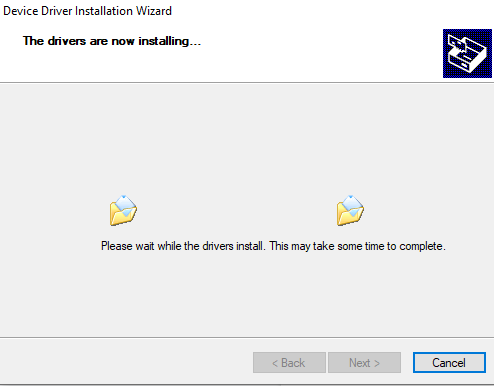 Device Driver Installation Wizard
The drivers are now installing...
Please wait while the drivers install. This may take some time to complete.
< Back
Next >
Cancel